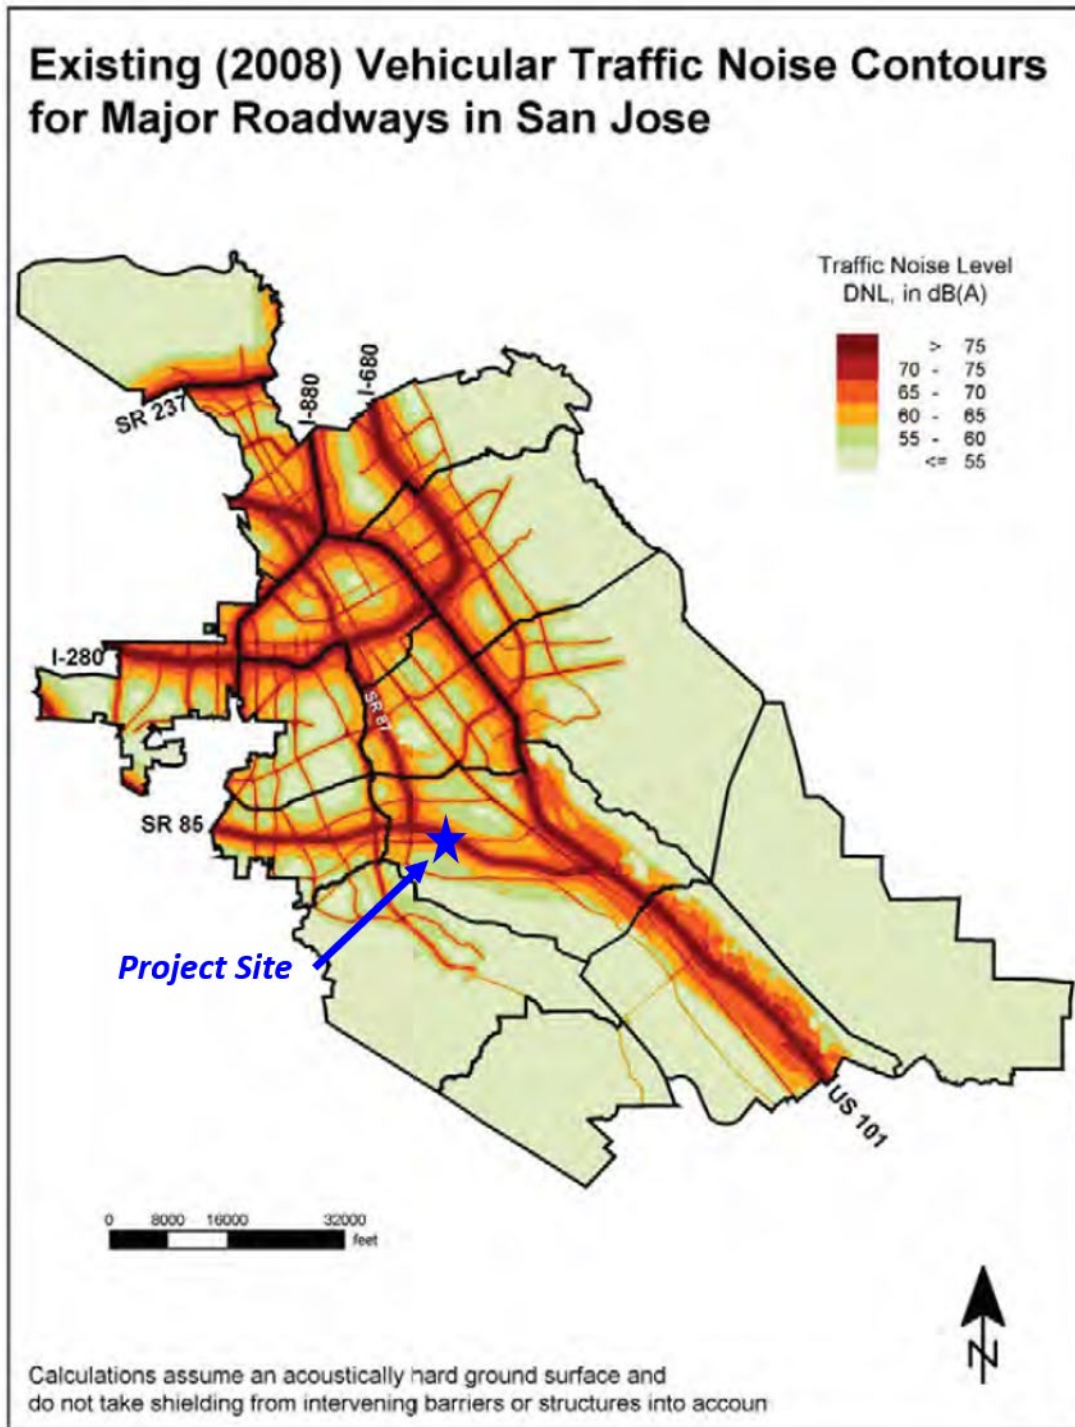 Existing (2008) Vehicular Traffic Noise Contours
for Major Roadways in San Jose
Traffic Noise Level
DNL, in dB(A)
> 75
70 - 75
65 - 70
60 - 65
55 - 60
<= 55
I-680
I-880
SR 237
I-280
SR 87
SR 85
Project Site
US 101
0 8000 16000 32000
feet
N
Calculations assume an acoustically hard ground surface and
do not take shielding from intervening barriers or structures into accoun